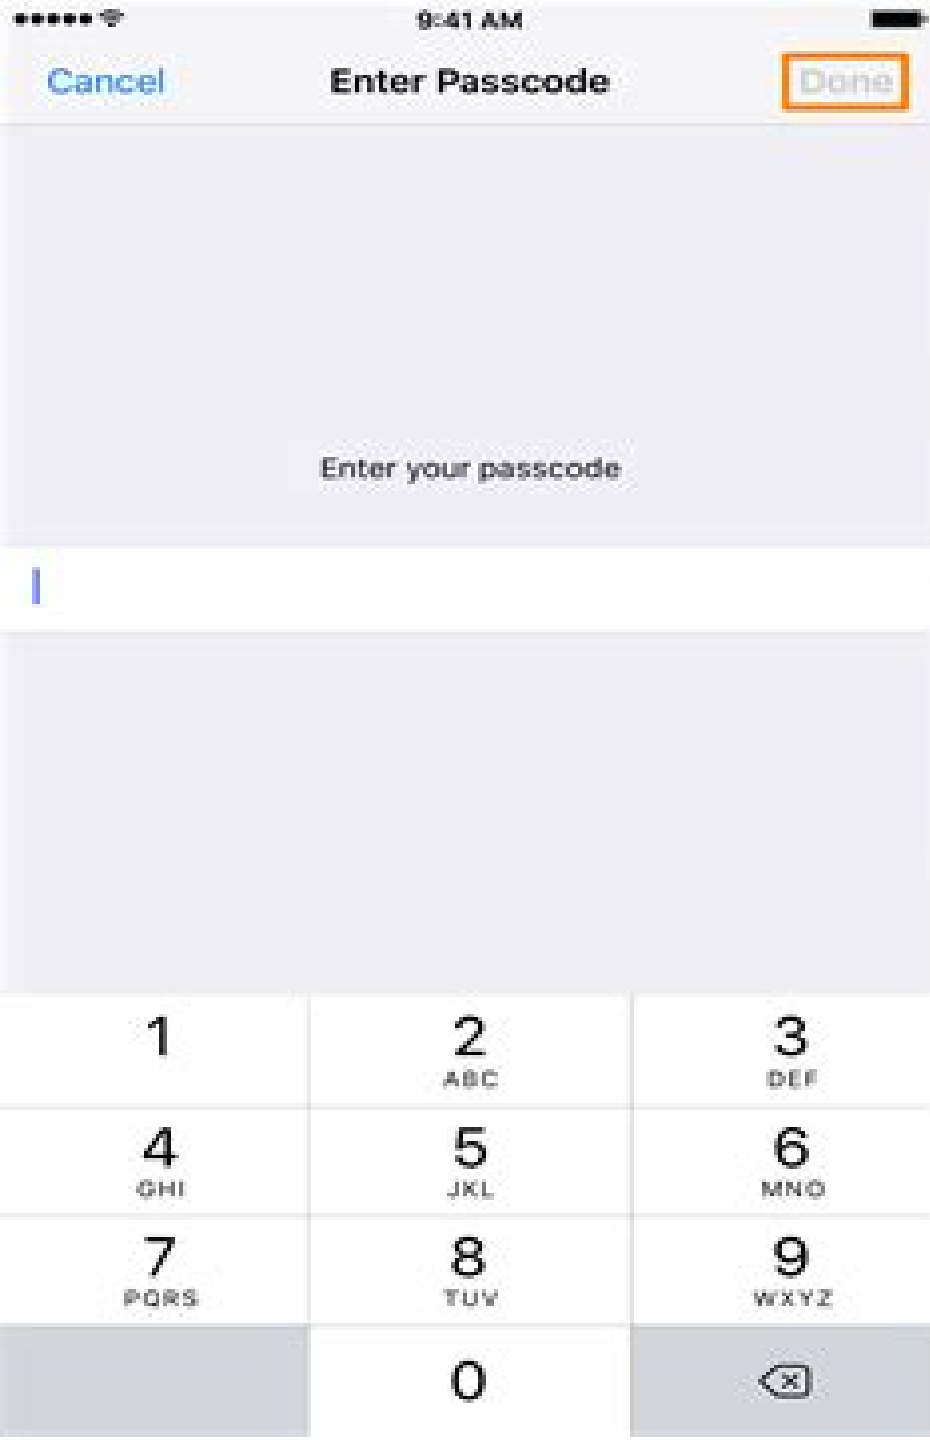 9:41 AM
Cancel Enter Passcode Done
Enter your passcode
1 2 3
ABC DEF
4 5 6
GHI JKL MNO
7 8 9
PQRS TUV WXYZ
0